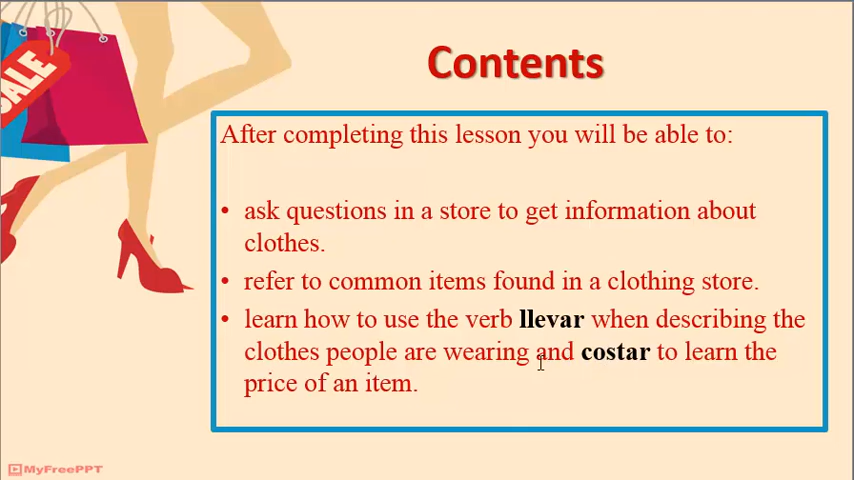 Contents
SALE
After completing this lesson you will be able to:
• ask questions in a store to get information about
clothes.
• refer to common items found in a clothing store.
• learn how to use the verb llevar when describing the
clothes people are wearing and costar to learn the
price of an item.
MyFreePPT